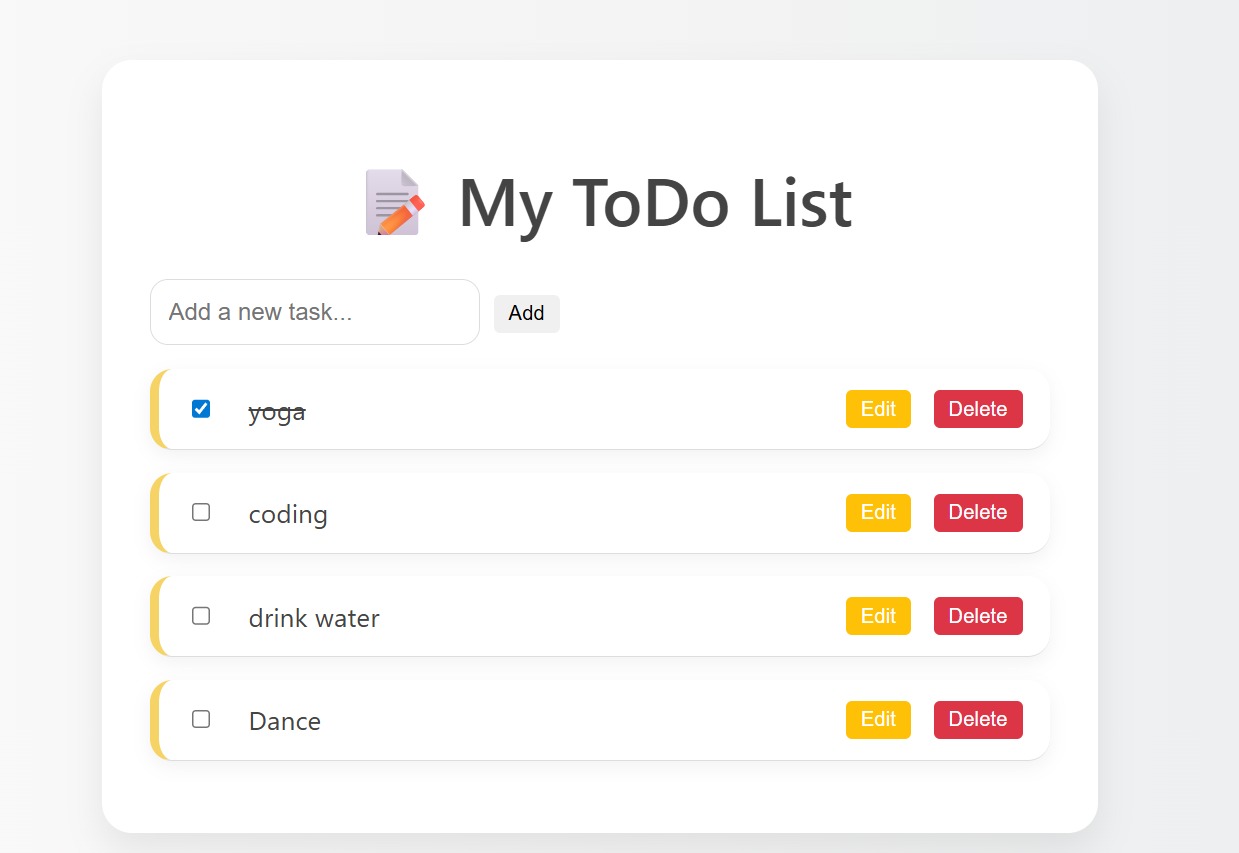 My ToDo List
Add a new task... Add
yoga Edit Delete
coding Edit Delete
drink water Edit Delete
Dance Edit Delete